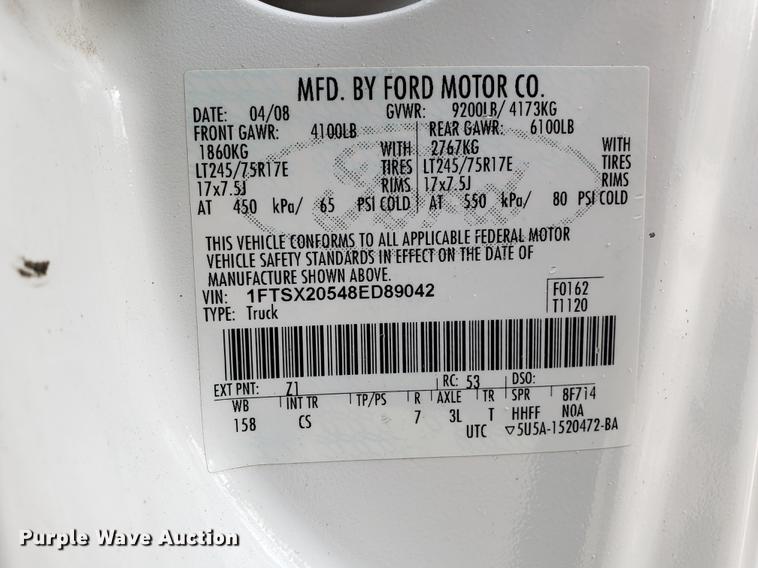 MFD. BY FORD MOTOR CO.
DATE: 04/08 GVWR: 9200LB/ 4173KG
FRONT GAWR: 4100LB REAR GAWR: 6100LB
1860KG WITH 2767KG WITH
LT245/75R17E TIRES LT245/75R17E TIRES
17x7.5J RIMS 17x7.5J RIMS
AT 450 kPa/ 65 PSI COLD AT 550 kPa/ 80 PSI COLD
THIS VEHICLE CONFORMS TO ALL APPLICABLE FEDERAL MOTOR
VEHICLE SAFETY STANDARDS IN EFFECT ON THE DATE OF
MANUFACTURE SHOWN ABOVE.
VIN: 1FTSX20548ED89042 F0162
TYPE: Truck T1120
EXT PNT: Z1 RC: 53 DSO:
WB INT TR TP/PS R AXLE TR SPR 8F714
158 CS 7 3L T HHFF N0A
UTC ▽5U5A-1520472-BA
Ford
Purple Wave Auction